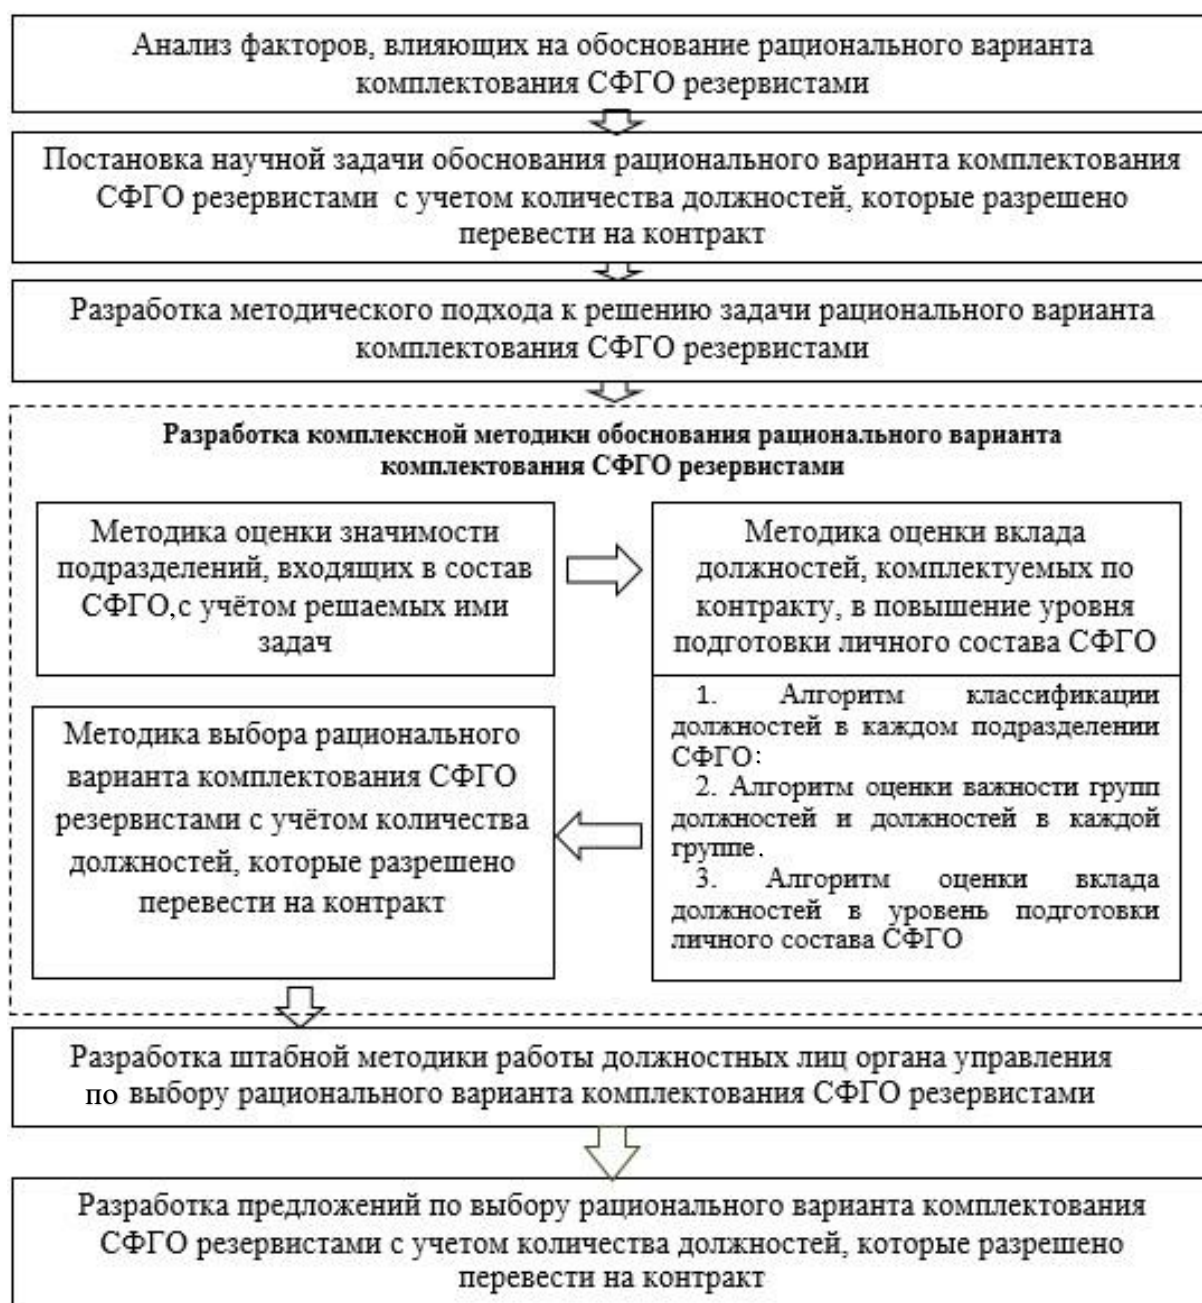 Анализ факторов, влияющих на обоснование рационального варианта
комплектования СФГО резервистами
Постановка научной задачи обоснования рационального варианта комплектования
СФГО резервистами с учетом количества должностей, которые разрешено
перевести на контракт
Разработка методического подхода к решению задачи рационального варианта
комплектования СФГО резервистами
Разработка комплексной методики обоснования рационального варианта
комплектования СФГО резервистами
Методика оценки значимости
подразделений, входящих в состав
СФГО,с учётом решаемых ими
задач
Методика оценки вклада
должностей, комплектуемых по
контракту, в повышение уровня
подготовки личного состава СФГО
1. Алгоритм классификации
должностей в каждом подразделении
СФГО:
2. Алгоритм оценки важности групп
должностей и должностей в каждой
группе.
3. Алгоритм оценки вклада
должностей в уровень подготовки
личного состава СФГО
Методика выбора рационального
варианта комплектования СФГО
резервистами с учётом количества
должностей, которые разрешено
перевести на контракт
Разработка штабной методики работы должностных лиц органа управления
по выбору рационального варианта комплектования СФГО резервистами
Разработка предложений по выбору рационального варианта комплектования
СФГО резервистами с учетом количества должностей, которые разрешено
перевести на контракт